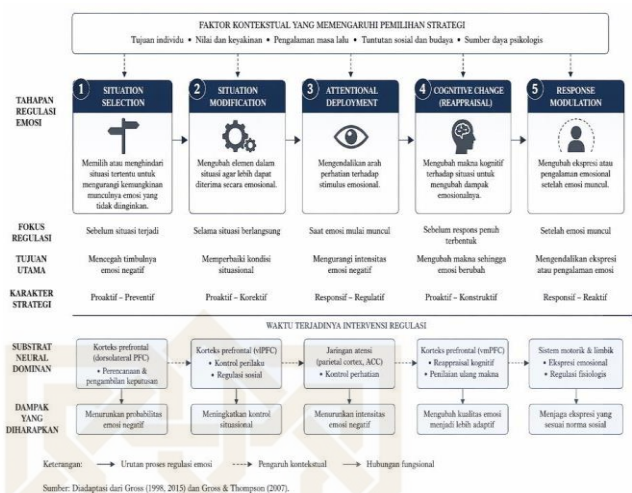 FAKTOR KONTEKSTUAL YANG MEMENGARUHI PEMILIHAN STRATEGI
Tujuan individu • Nilai dan keyakinan • Pengalaman masa lalu • Tuntutan sosial dan budaya • Sumber daya psikologis
TAHAPAN
REGULASI
EMOSI
1 SITUATION
SELECTION
Memilih atau menghindari
situasi tertentu untuk
mengurangi kemungkinan
munculnya emosi yang
tidak diinginkan.
2 SITUATION
MODIFICATION
Mengubah elemen dalam
situasi agar lebih dapat
diterima secara emosional.
3 ATTENTIONAL
DEPLOYMENT
Mengendalikan arah
perhatian terhadap
stimulus emosional.
4 COGNITIVE CHANGE
(REAPPRAISAL)
Mengubah makna kognitif
terhadap situasi untuk
mengubah dampak
emosionalnya.
5 RESPONSE
MODULATION
Mengubah ekspresi atau
pengalaman emosional
setelah emosi muncul.
FOKUS
REGULASI
Sebelum situasi terjadi
Selama situasi berlangsung
Saat emosi mulai muncul
Sebelum respons penuh
terbentuk
Setelah emosi muncul
TUJUAN
UTAMA
Mencegah timbulnya
emosi negatif
Memperbaiki kondisi
situasional
Mengurangi intensitas
emosi negatif
Mengubah makna sehingga
emosi berubah
Mengendalikan ekspresi
atau pengalaman emosi
KARAKTER
STRATEGI
Proaktif – Preventif
Proaktif – Korektif
Responsif – Regulatif
Proaktif – Konstruktif
Responsif – Reaktif
WAKTU TERJADINYA INTERVENSI REGULASI
SUBSTRAT
NEURAL
DOMINAN
Korteks prefrontal
(dorsolateral PFC)
• Perencanaan &
pengambilan keputusan
Korteks prefrontal (vlPFC)
• Kontrol perilaku
• Regulasi sosial
Jaringan atensi
(parietal cortex, ACC)
• Kontrol perhatian
Korteks prefrontal (vmPFC)
• Reappraisal kognitif
• Penilaian ulang makna
Sistem motorik & limbik
• Ekspresi emosional
• Regulasi fisiologis
DAMPAK
YANG
DIHARAPKAN
Menurunkan probabilitas
emosi negatif
Meningkatkan kontrol
situasional
Menurunkan intensitas
emosi negatif
Mengubah kualitas emosi
menjadi lebih adaptif
Menjaga ekspresi yang
sesuai norma sosial
Keterangan: Urutan proses regulasi emosi Pengaruh kontekstual Hubungan fungsional
Sumber: Diadaptasi dari Gross (1998, 2015) dan Gross & Thompson (2007).